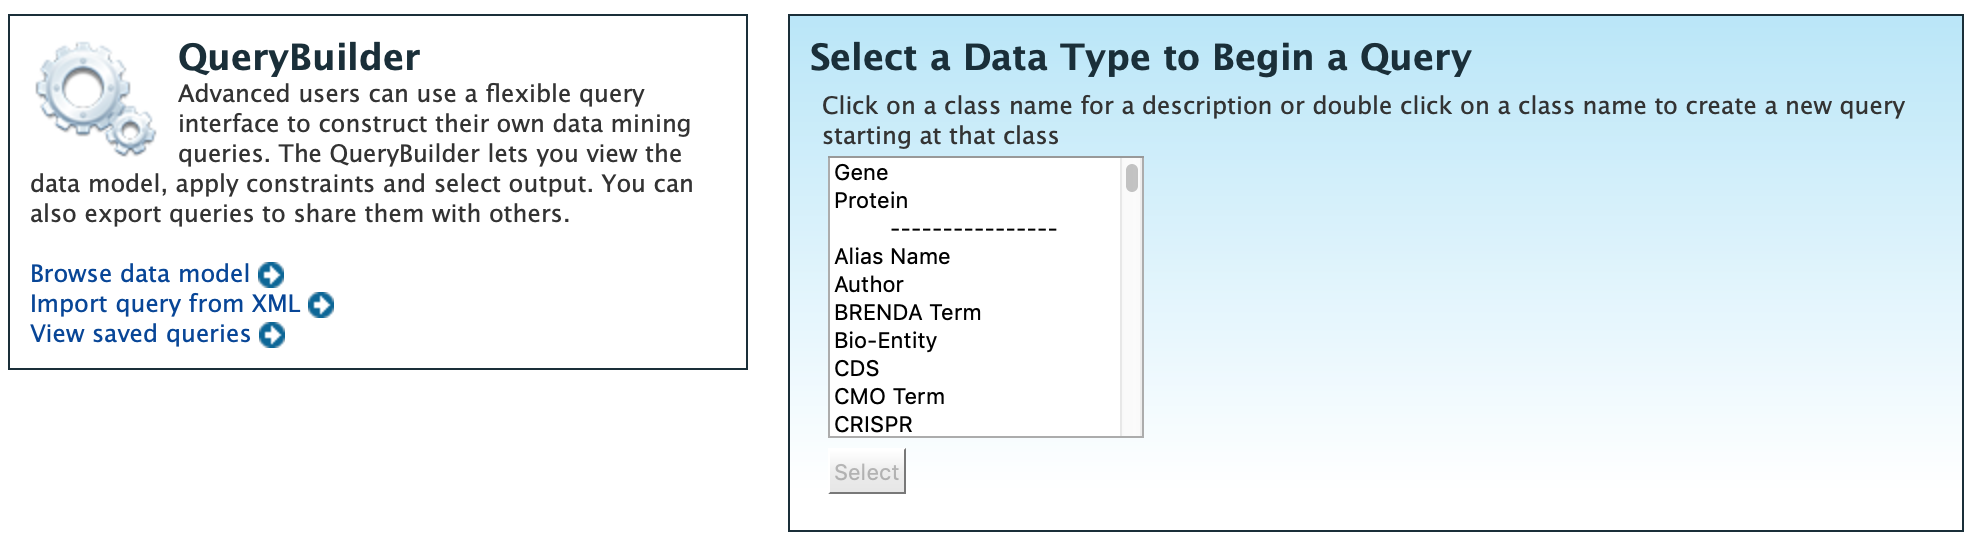 QueryBuilder
Advanced users can use a flexible query
interface to construct their own data mining
queries. The QueryBuilder lets you view the
data model, apply constraints and select output. You can
also export queries to share them with others.
Browse data model
Import query from XML
View saved queries
Select a Data Type to Begin a Query
Click on a class name for a description or double click on a class name to create a new query
starting at that class
Gene
Protein
----------------
Alias Name
Author
BRENDA Term
Bio-Entity
CDS
CMO Term
CRISPR
Select